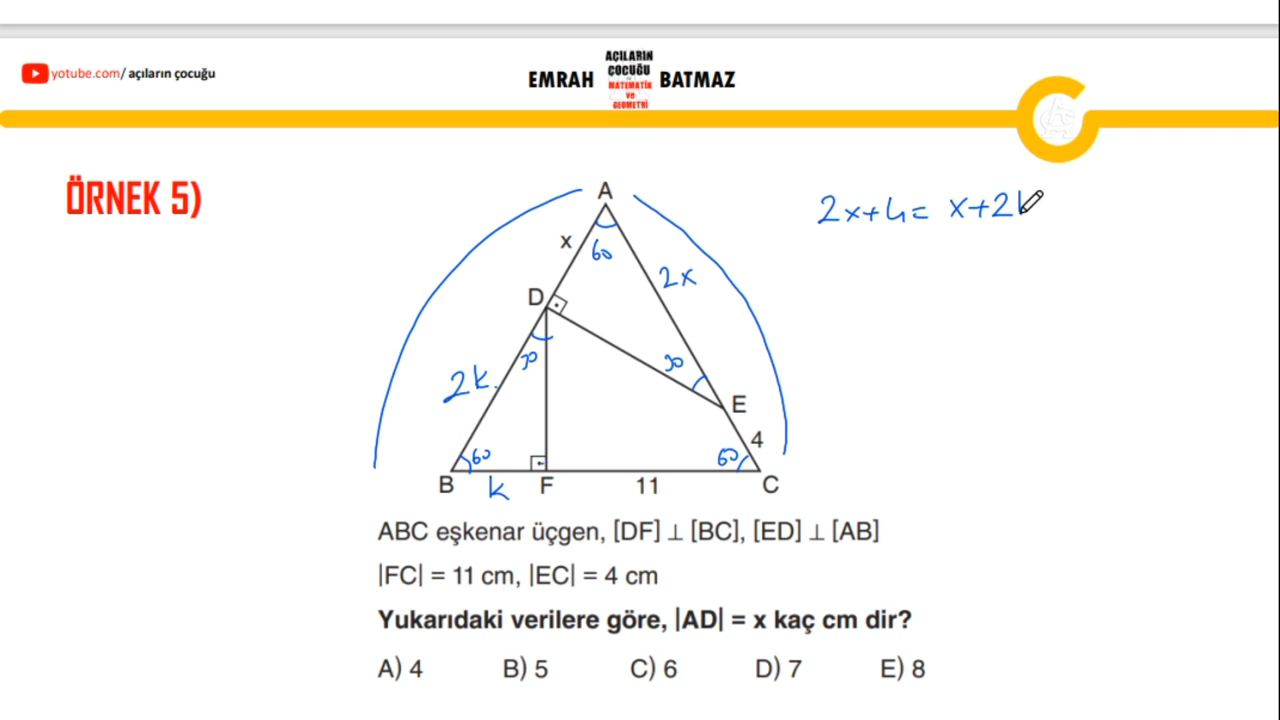 yotube.com/ açıların çocuğu
EMRAH
AÇILARIN
ÇOCUĞU
MATEMATİK
ve
GEOMETRİ
BATMAZ
ÖRNEK 5)
2x+4= x+2k
A
x
60
2x
D
30
30
2k
E
4
60
60
B
k
F
11
C
ABC eşkenar üçgen, [DF] ⊥ [BC], [ED] ⊥ [AB]
|FC| = 11 cm, |EC| = 4 cm
Yukarıdaki verilere göre, |AD| = x kaç cm dir?
A) 4 B) 5 C) 6 D) 7 E) 8